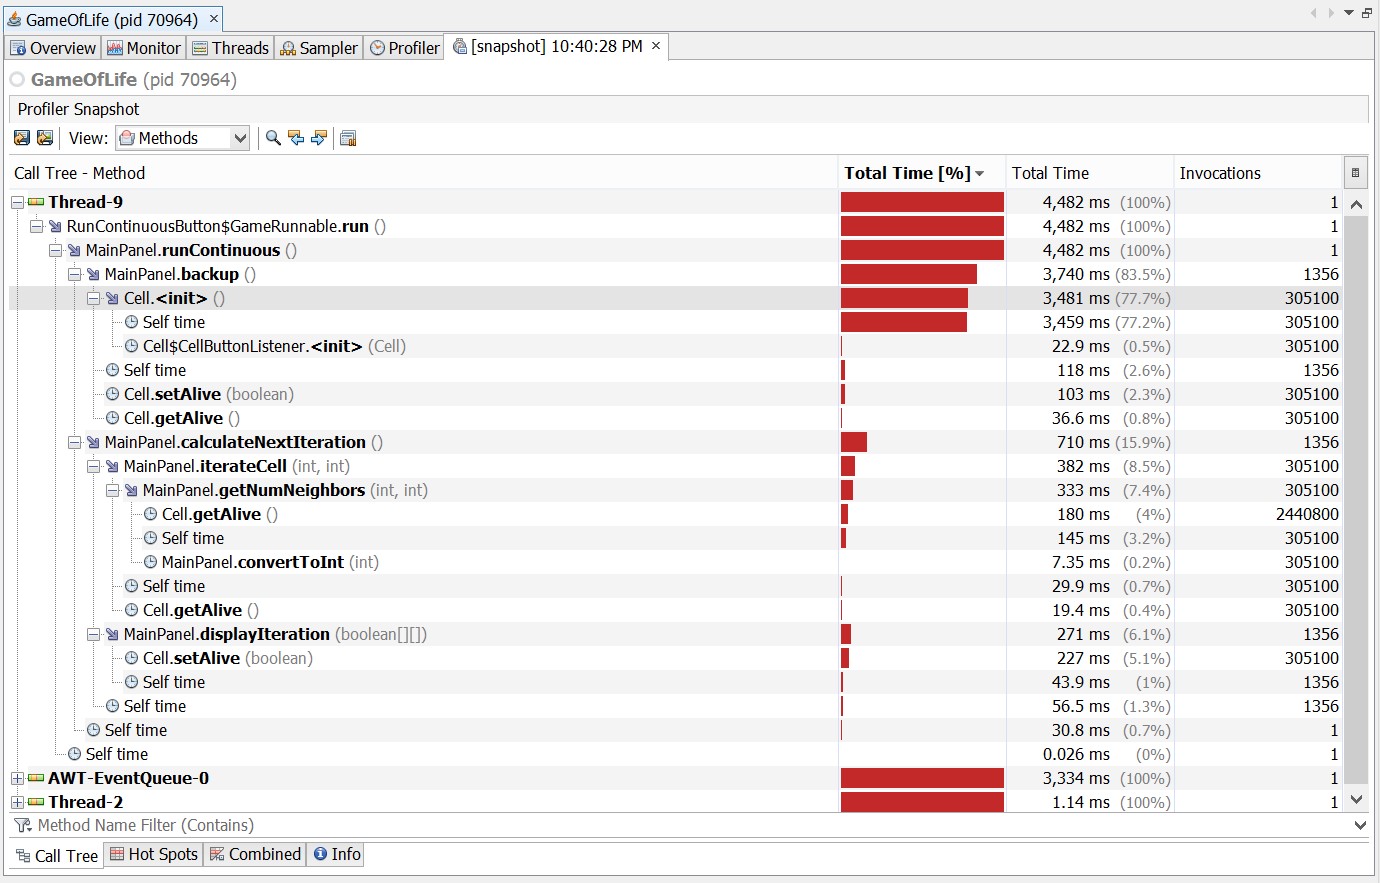 GameOfLife (pid 70964) ×
Overview Monitor Threads Sampler Profiler [snapshot] 10:40:28 PM ×
GameOfLife (pid 70964)
Profiler Snapshot
View: Methods
Call Tree - Method Total Time [%] Total Time Invocations
Thread-9 4,482 ms (100%) 1
RunContinuousButton$GameRunnable.run () 4,482 ms (100%) 1
MainPanel.runContinuous () 4,482 ms (100%) 1
MainPanel.backup () 3,740 ms (83.5%) 1356
Cell.<init> () 3,481 ms (77.7%) 305100
Self time 3,459 ms (77.2%) 305100
Cell$CellButtonListener.<init> (Cell) 22.9 ms (0.5%) 305100
Self time 118 ms (2.6%) 1356
Cell.setAlive (boolean) 103 ms (2.3%) 305100
Cell.getAlive () 36.6 ms (0.8%) 305100
MainPanel.calculateNextIteration () 710 ms (15.9%) 1356
MainPanel.iterateCell (int, int) 382 ms (8.5%) 305100
MainPanel.getNumNeighbors (int, int) 333 ms (7.4%) 305100
Cell.getAlive () 180 ms (4%) 2440800
Self time 145 ms (3.2%) 305100
MainPanel.convertToInt (int) 7.35 ms (0.2%) 305100
Self time 29.9 ms (0.7%) 305100
Cell.getAlive () 19.4 ms (0.4%) 305100
MainPanel.displayIteration (boolean[][]) 271 ms (6.1%) 1356
Cell.setAlive (boolean) 227 ms (5.1%) 305100
Self time 43.9 ms (1%) 1356
Self time 56.5 ms (1.3%) 1356
Self time 30.8 ms (0.7%) 1
Self time 0.026 ms (0%) 1
AWT-EventQueue-0 3,334 ms (100%) 1
Thread-2 1.14 ms (100%) 1
Method Name Filter (Contains)
Call Tree Hot Spots Combined Info